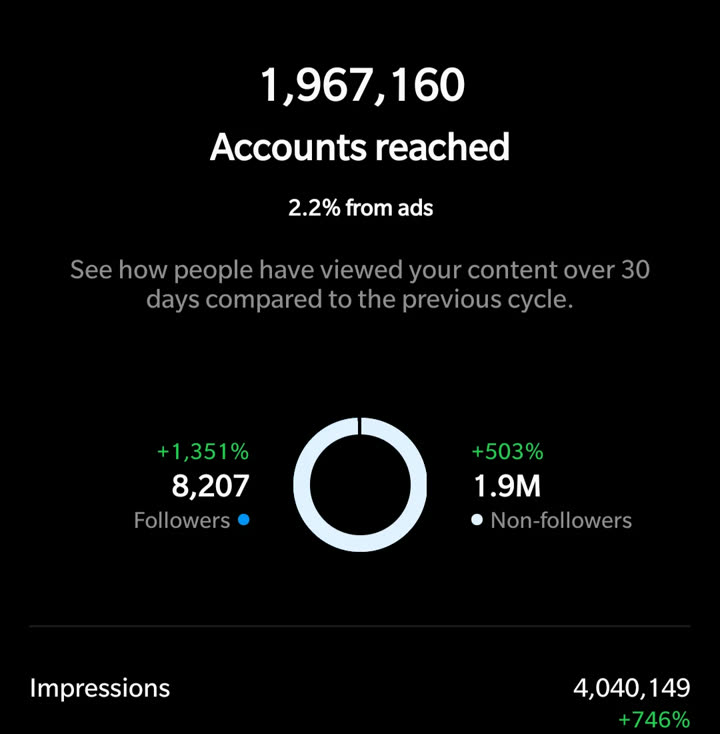 1,967,160
Accounts reached
2.2% from ads
See how people have viewed your content over 30
days compared to the previous cycle.
+1,351%
8,207
Followers
+503%
1.9M
Non-followers
Impressions
4,040,149
+746%